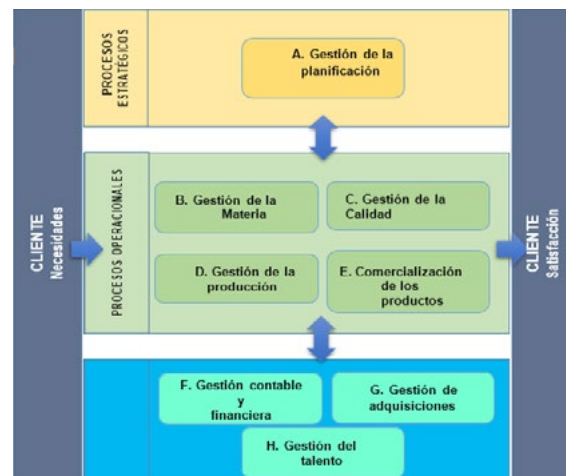 CLIENTE
Necesidades
PROCESOS
ESTRATÉGICOS
A. Gestión de la
planificación
PROCESOS OPERACIONALES
B. Gestión de la
Materia
C. Gestión de la
Calidad
D. Gestión de la
producción
E. Comercialización
de los
productos
F. Gestión contable
y
financiera
G. Gestión de
adquisiciones
H. Gestión del
talento
CLIENTE
Satisfacción